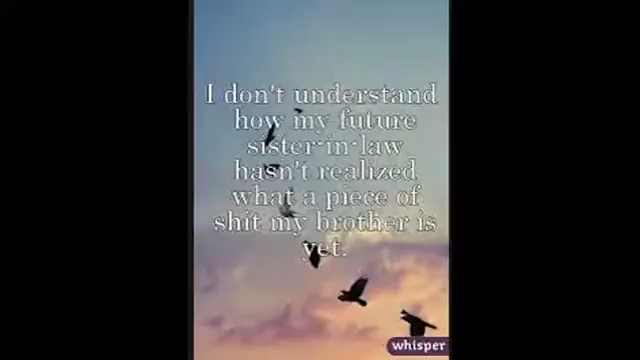 I don't understand
how my future
sister-in-law
hasn't realized
what a piece of
shit my brother is
yet.
whisper